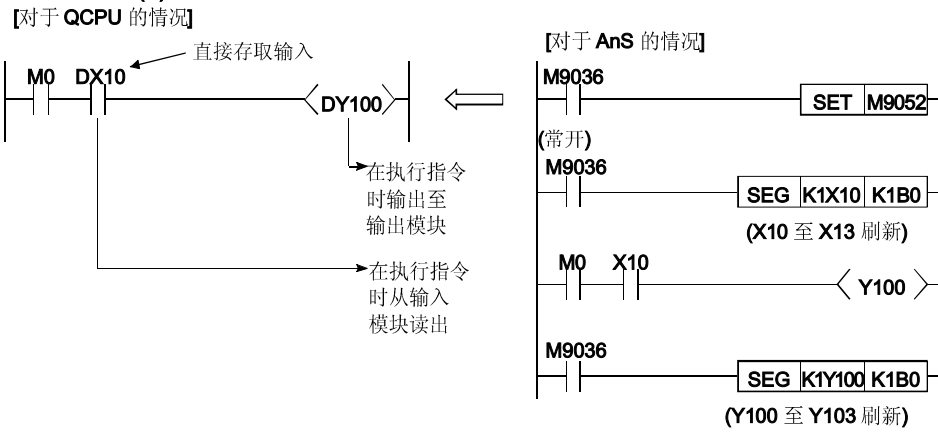 [对于 QCPU 的情况]
直接存取输入
M0 DX10
DY100
在执行指令
时输出至
输出模块
在执行指令
时从输入
模块读出
[对于 AnS 的情况]
M9036
SET M9052
(常开)
M9036
SEG K1X10 K1B0
(X10 至 X13 刷新)
M0 X10
Y100
M9036
SEG K1Y100 K1B0
(Y100 至 Y103 刷新)